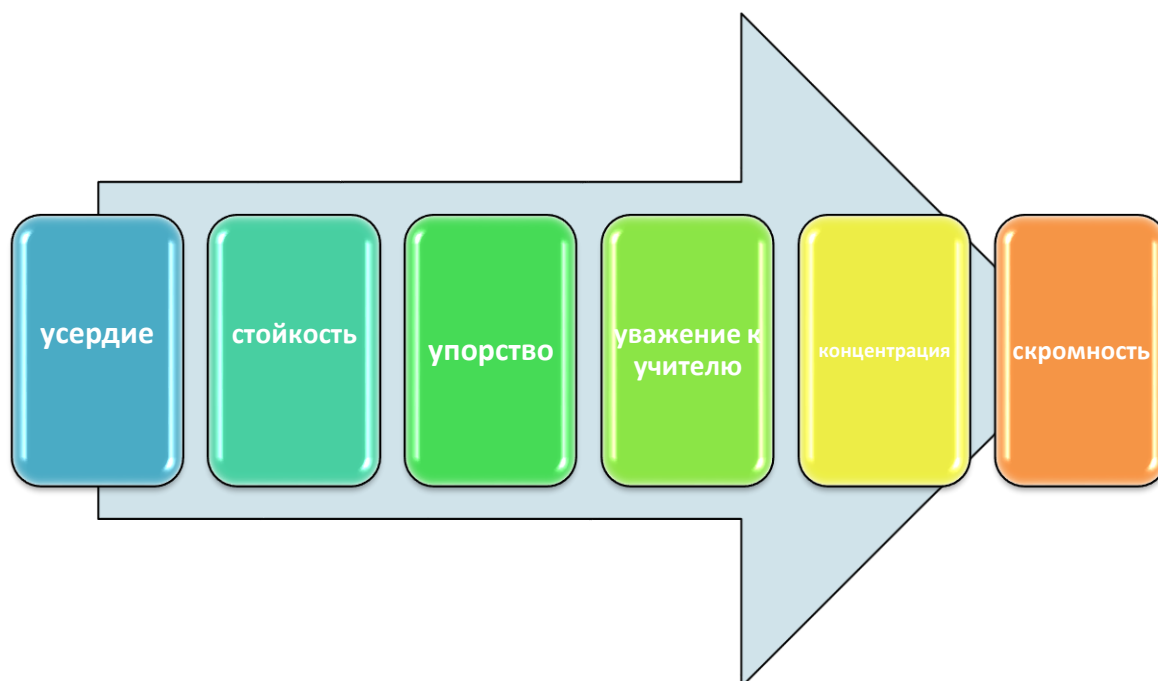 усердие
стойкость
упорство
уважение к
учителю
концентрация
скромность